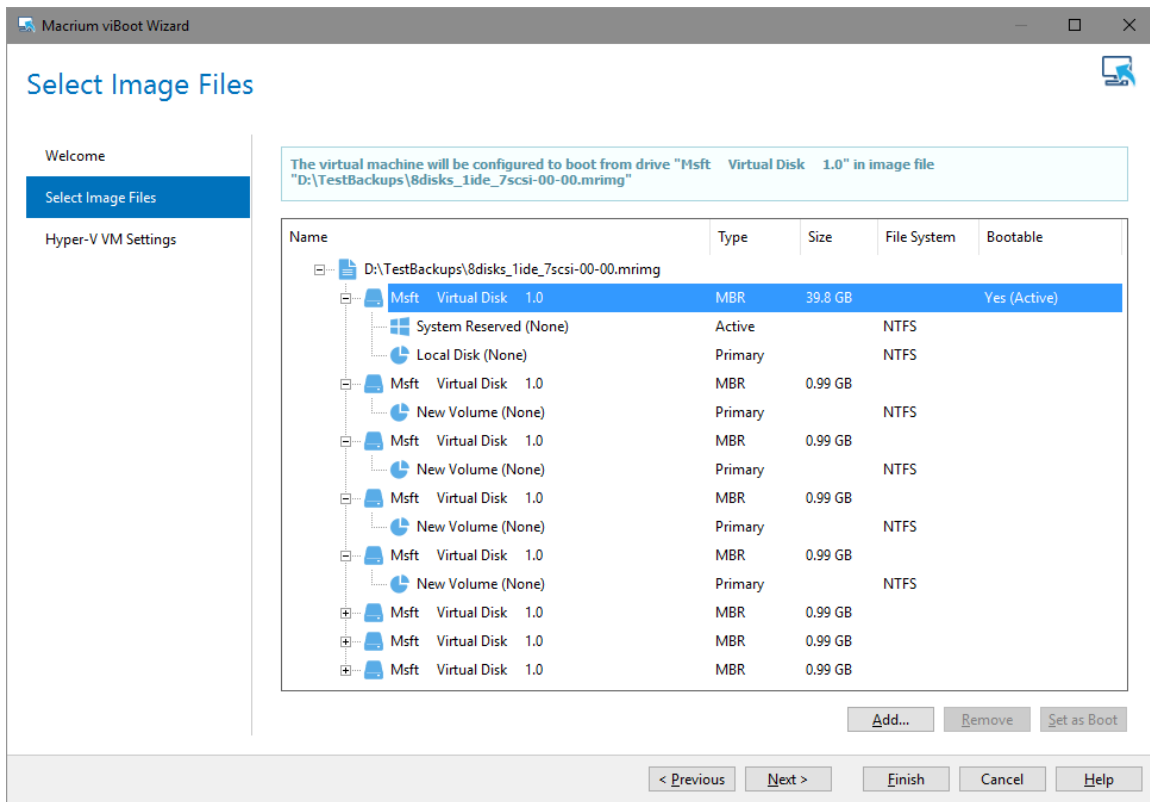 Macrium viBoot Wizard
Select Image Files
Welcome
Select Image Files
Hyper-V VM Settings
The virtual machine will be configured to boot from drive "Msft Virtual Disk 1.0" in image file
"D:\TestBackups\8disks_1ide_7scsi-00-00.mrimg"
Name Type Size File System Bootable
D:\TestBackups\8disks_1ide_7scsi-00-00.mrimg
Msft Virtual Disk 1.0 MBR 39.8 GB Yes (Active)
System Reserved (None) Active NTFS
Local Disk (None) Primary NTFS
Msft Virtual Disk 1.0 MBR 0.99 GB
New Volume (None) Primary NTFS
Msft Virtual Disk 1.0 MBR 0.99 GB
New Volume (None) Primary NTFS
Msft Virtual Disk 1.0 MBR 0.99 GB
New Volume (None) Primary NTFS
Msft Virtual Disk 1.0 MBR 0.99 GB
New Volume (None) Primary NTFS
Msft Virtual Disk 1.0 MBR 0.99 GB
Msft Virtual Disk 1.0 MBR 0.99 GB
Msft Virtual Disk 1.0 MBR 0.99 GB
Add... Remove Set as Boot
< Previous Next > Finish Cancel Help